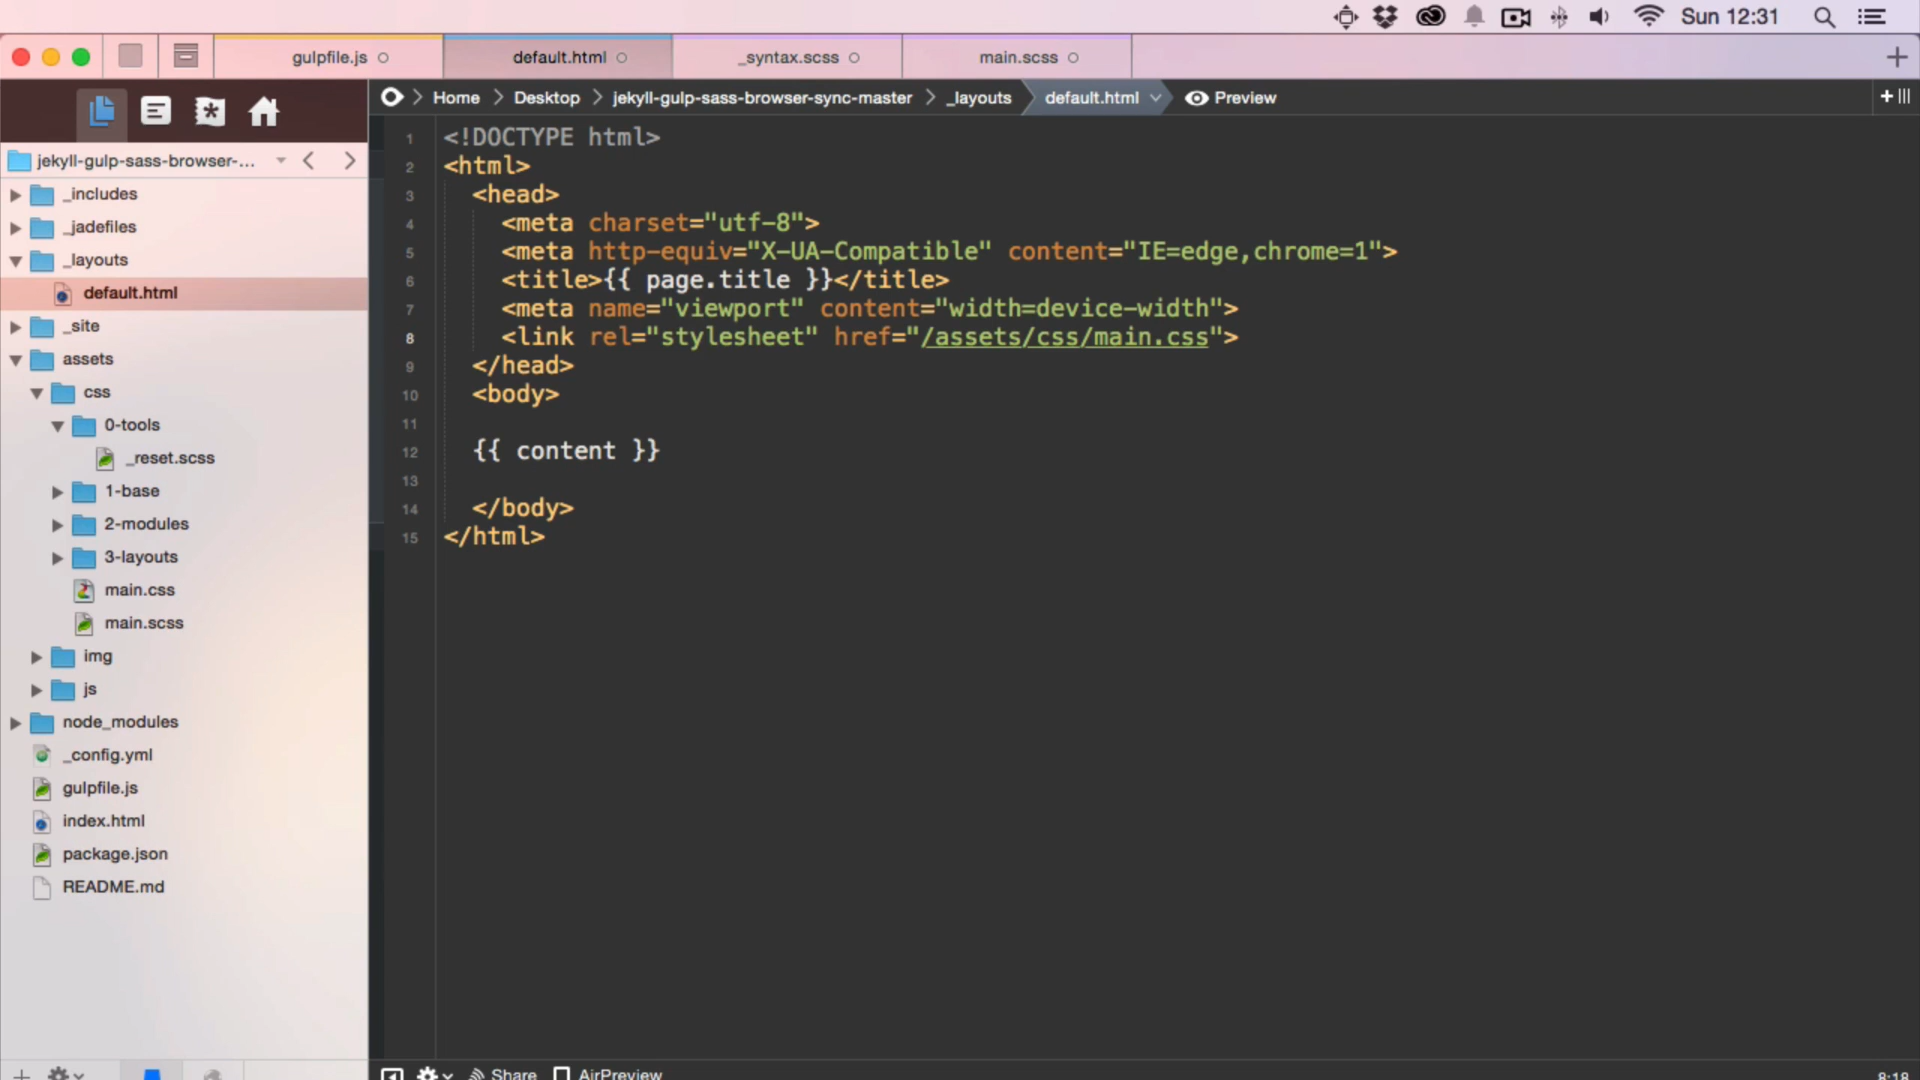 Sun 12:31
gulpfile.js
default.html
_syntax.scss
main.scss
Home
Desktop
jekyll-gulp-sass-browser-sync-master
_layouts
default.html
Preview
jekyll-gulp-sass-browser-...
_includes
_jadefiles
_layouts
default.html
_site
assets
css
0-tools
_reset.scss
1-base
2-modules
3-layouts
main.css
main.scss
img
js
node_modules
_config.yml
gulpfile.js
index.html
package.json
README.md
1 <!DOCTYPE html>
2 <html>
3 <head>
4 <meta charset="utf-8">
5 <meta http-equiv="X-UA-Compatible" content="IE=edge,chrome=1">
6 <title>{{ page.title }}</title>
7 <meta name="viewport" content="width=device-width">
8 <link rel="stylesheet" href="/assets/css/main.css">
9 </head>
10 <body>
11
12 {{ content }}
13
14 </body>
15 </html>
Share
AirPreview
8:18